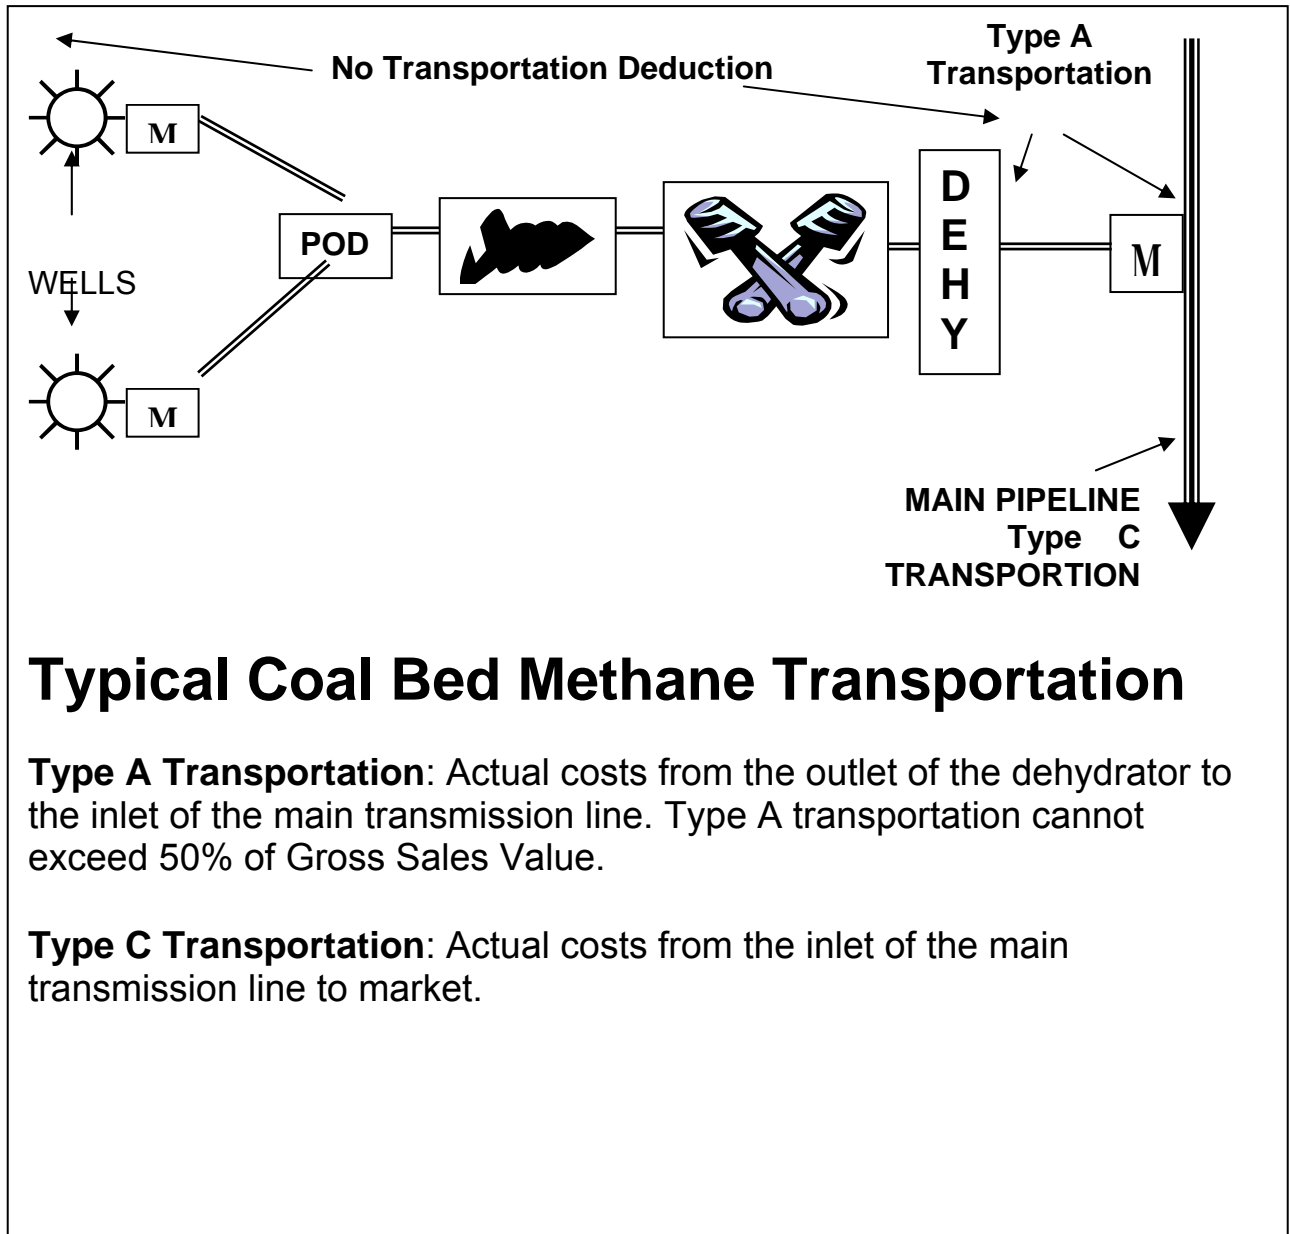 No Transportation Deduction
Type A
Transportation
M
POD
D
E
H
Y
M
WELLS
M
MAIN PIPELINE
Type C
TRANSPORTION
Typical Coal Bed Methane Transportation
Type A Transportation: Actual costs from the outlet of the dehydrator to
the inlet of the main transmission line. Type A transportation cannot
exceed 50% of Gross Sales Value.
Type C Transportation: Actual costs from the inlet of the main
transmission line to market.